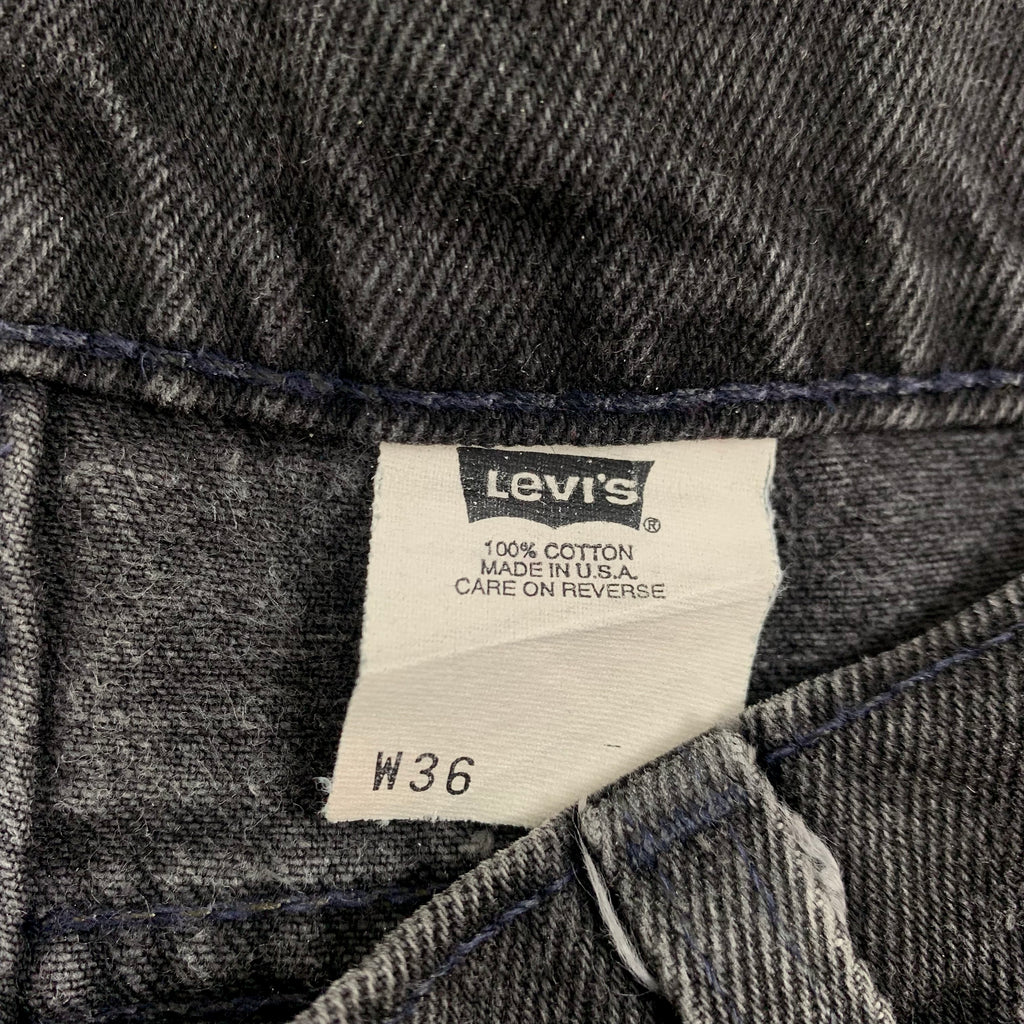 Levi's
®
100% COTTON
MADE IN U.S.A.
CARE ON REVERSE
W36